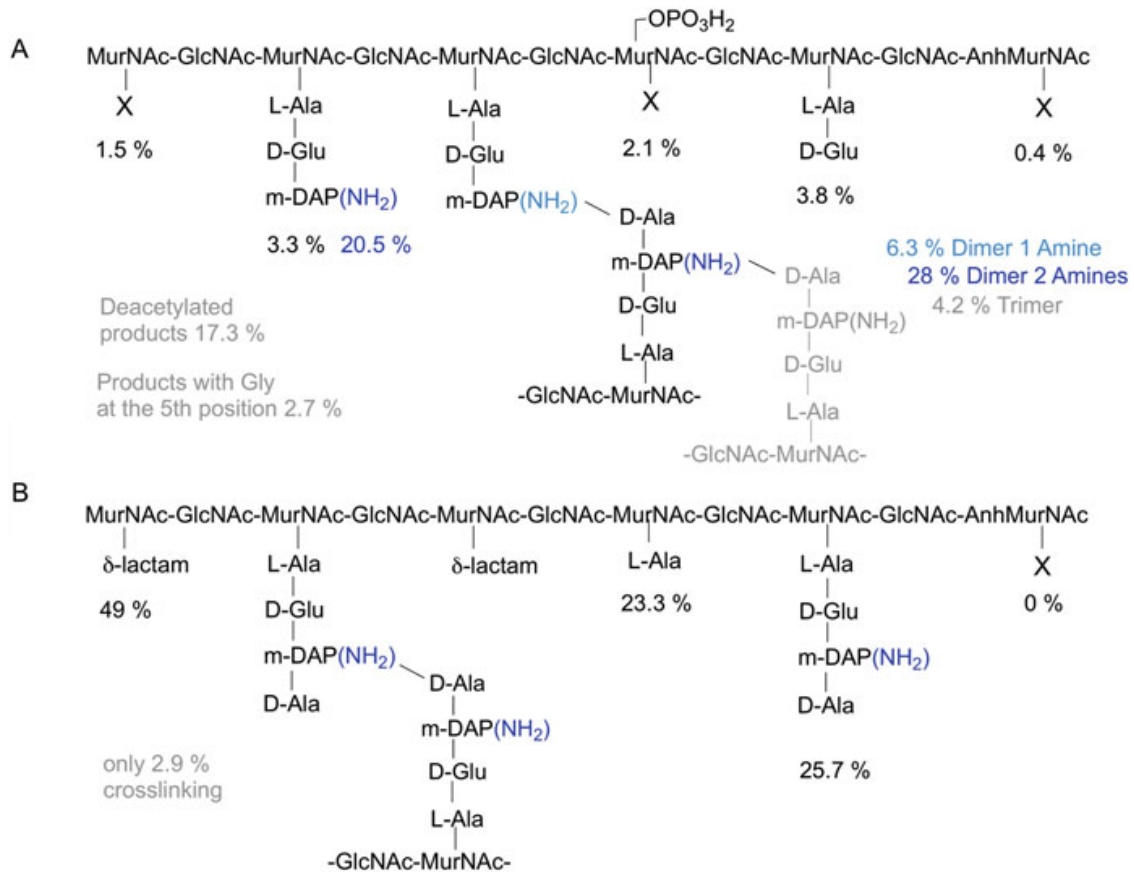 A
OPO₃H₂
MurNAc-GlcNAc-MurNAc-GlcNAc-MurNAc-GlcNAc-MurNAc-GlcNAc-MurNAc-GlcNAc-AnhMurNAc
X L-Ala L-Ala X L-Ala X
1.5 % D-Glu D-Glu 2.1 % D-Glu 0.4 %
m-DAP(NH₂) m-DAP(NH₂) 3.8 %
D-Ala
3.3 % 20.5 % 6.3 % Dimer 1 Amine
m-DAP(NH₂) D-Ala 28 % Dimer 2 Amines
Deacetylated D-Glu 4.2 % Trimer
products 17.3 % m-DAP(NH₂)
L-Ala D-Glu
Products with Gly
at the 5th position 2.7 % -GlcNAc-MurNAc- L-Ala
-GlcNAc-MurNAc-
B
MurNAc-GlcNAc-MurNAc-GlcNAc-MurNAc-GlcNAc-MurNAc-GlcNAc-MurNAc-GlcNAc-AnhMurNAc
δ-lactam L-Ala δ-lactam L-Ala L-Ala X
49 % D-Glu 23.3 % D-Glu 0 %
m-DAP(NH₂) m-DAP(NH₂)
D-Ala D-Ala D-Ala
m-DAP(NH₂)
only 2.9 % D-Glu 25.7 %
crosslinking
L-Ala
-GlcNAc-MurNAc-